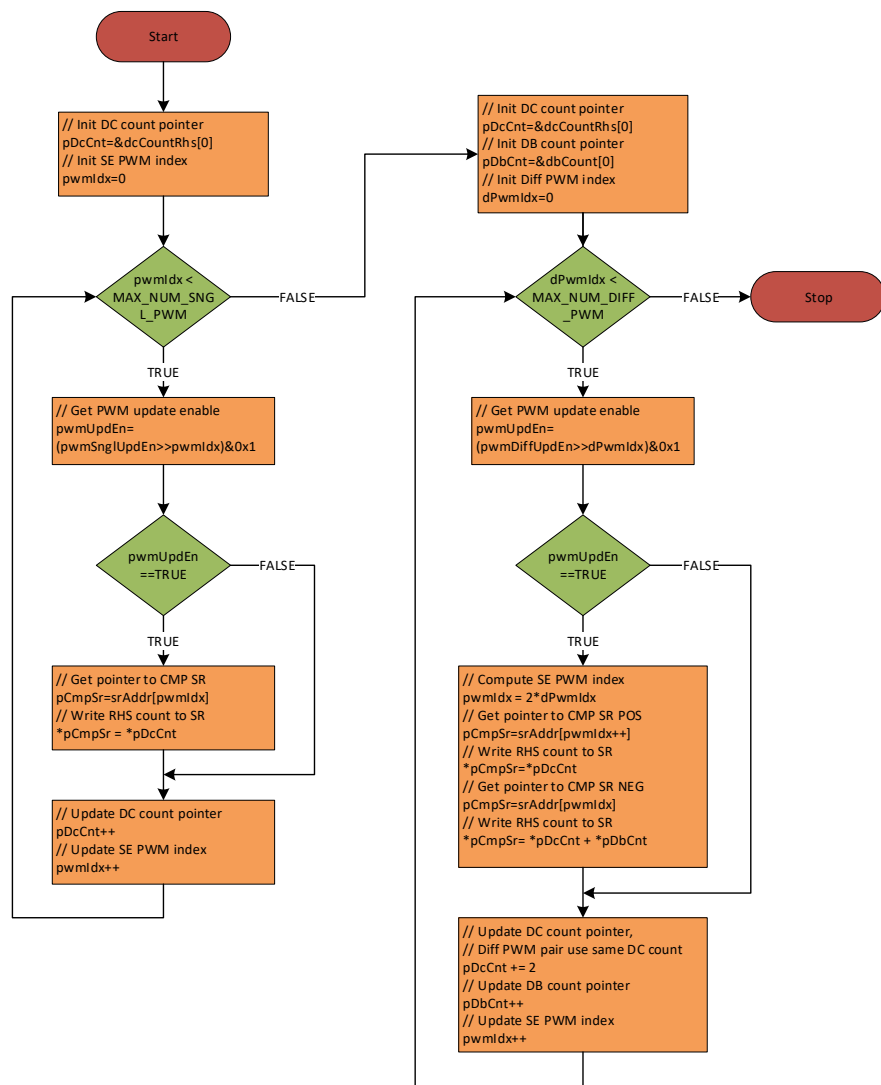 Start
// Init DC count pointer
pDcCnt=&dcCountRhs[0]
// Init SE PWM index
pwmIdx=0
pwmIdx <
MAX_NUM_SNG
L_PWM
FALSE
TRUE
// Get PWM update enable
pwmUpdEn=
(pwmSnglUpdEn>>pwmIdx)&0x1
pwmUpdEn
==TRUE
FALSE
TRUE
// Get pointer to CMP SR
pCmpSr=srAddr[pwmIdx]
// Write RHS count to SR
*pCmpSr = *pDcCnt
// Update DC count pointer
pDcCnt++
// Update SE PWM index
pwmIdx++
// Init DC count pointer
pDcCnt=&dcCountRhs[0]
// Init DB count pointer
pDbCnt=&dbCount[0]
// Init Diff PWM index
dPwmIdx=0
dPwmIdx <
MAX_NUM_DIFF
_PWM
FALSE
Stop
TRUE
// Get PWM update enable
pwmUpdEn=
(pwmDiffUpdEn>>dPwmIdx)&0x1
pwmUpdEn
==TRUE
FALSE
TRUE
// Compute SE PWM index
pwmIdx = 2*dPwmIdx
// Get pointer to CMP SR POS
pCmpSr=srAddr[pwmIdx++]
// Write RHS count to SR
*pCmpSr=*pDcCnt
// Get pointer to CMP SR NEG
pCmpSr=srAddr[pwmIdx]
// Write RHS count to SR
*pCmpSr= *pDcCnt + *pDbCnt
// Update DC count pointer,
// Diff PWM pair use same DC count
pDcCnt += 2
// Update DB count pointer
pDbCnt++
// Update SE PWM index
pwmIdx++